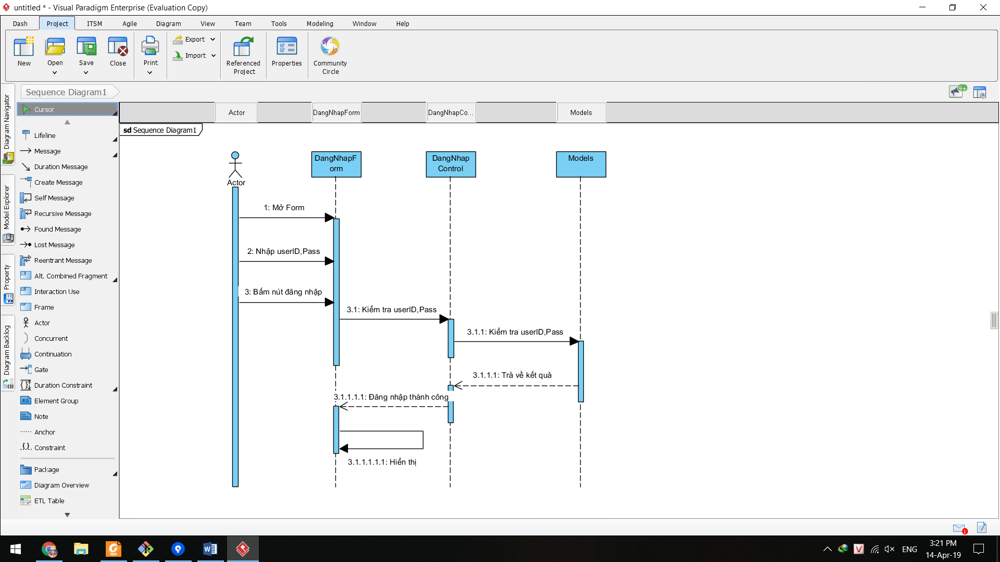 untitled * - Visual Paradigm Enterprise (Evaluation Copy)
Dash Project ITSM Agile Diagram View Team Tools Modeling Window Help
New Open Save Close Print Export Import Referenced Project Properties Community Circle
Sequence Diagram1
9+
Diagram Navigator
Model Explorer
Property
Diagram Backlog
Cursor
Lifeline
Message
Duration Message
Create Message
Self Message
Recursive Message
Found Message
Lost Message
Reentrant Message
Alt. Combined Fragment
Interaction Use
Frame
Actor
Concurrent
Continuation
Gate
Duration Constraint
Element Group
Note
Anchor
Constraint
Package
Diagram Overview
ETL Table
Actor DangNhapForm DangNhapCo... Models
sd Sequence Diagram1
Actor
DangNhapF
orm
DangNhap
Control
Models
1: Mở Form
2: Nhập userID,Pass
3: Bấm nút đăng nhập
3.1: Kiểm tra userID,Pass
3.1.1: Kiểm tra userID,Pass
3.1.1.1: Trả về kết quả
3.1.1.1.1: Đăng nhập thành công
3.1.1.1.1.1: Hiển thị
1
ENG
3:21 PM
14-Apr-19